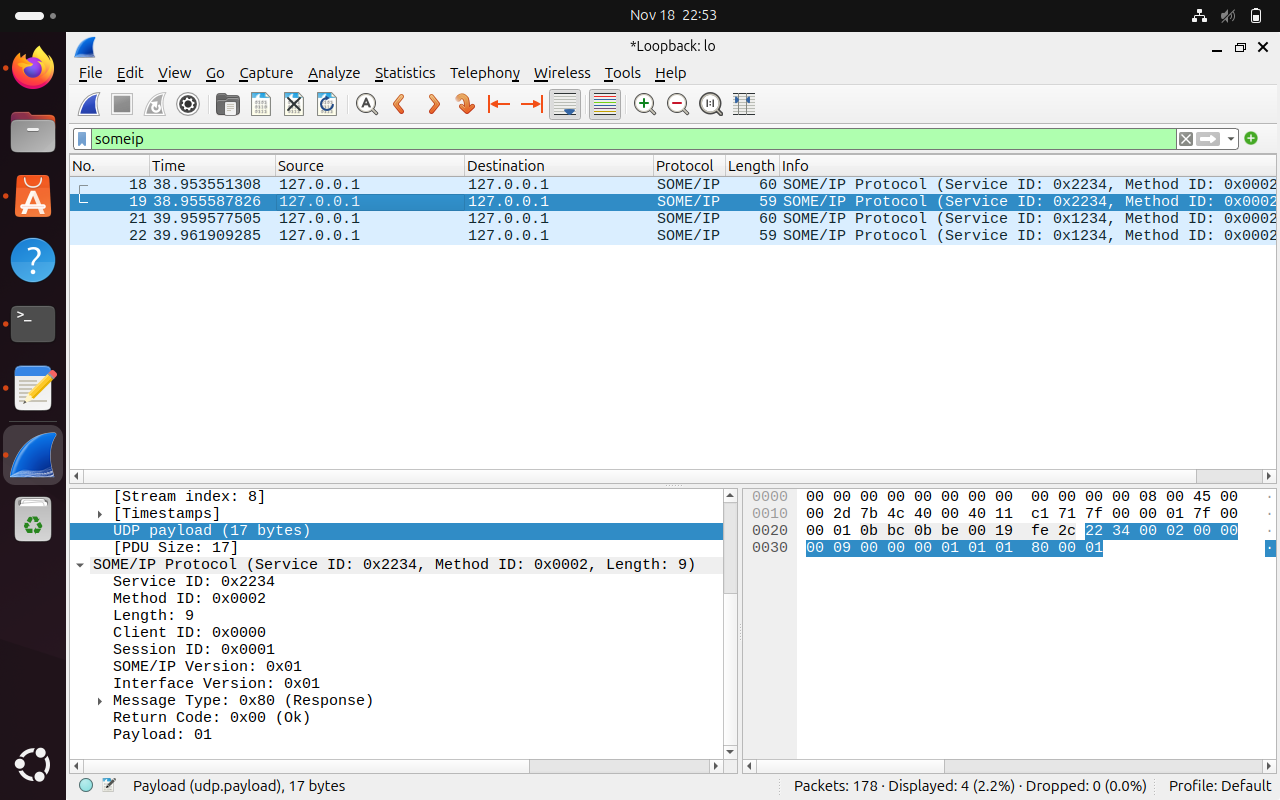 Nov 18 22:53
*Loopback: lo
File Edit View Go Capture Analyze Statistics Telephony Wireless Tools Help
someip
No. Time Source Destination Protocol Length Info
18 38.953551308 127.0.0.1 127.0.0.1 SOME/IP 60 SOME/IP Protocol (Service ID: 0x2234, Method ID: 0x0002
19 38.955587826 127.0.0.1 127.0.0.1 SOME/IP 59 SOME/IP Protocol (Service ID: 0x2234, Method ID: 0x0002
21 39.959577505 127.0.0.1 127.0.0.1 SOME/IP 60 SOME/IP Protocol (Service ID: 0x1234, Method ID: 0x0002
22 39.961909285 127.0.0.1 127.0.0.1 SOME/IP 59 SOME/IP Protocol (Service ID: 0x1234, Method ID: 0x0002
[Stream index: 8]
[Timestamps]
UDP payload (17 bytes)
[PDU Size: 17]
SOME/IP Protocol (Service ID: 0x2234, Method ID: 0x0002, Length: 9)
Service ID: 0x2234
Method ID: 0x0002
Length: 9
Client ID: 0x0000
Session ID: 0x0001
SOME/IP Version: 0x01
Interface Version: 0x01
Message Type: 0x80 (Response)
Return Code: 0x00 (Ok)
Payload: 01
0000 00 00 00 00 00 00 00 00 00 00 00 00 08 00 45 00
0010 00 2d 7b 4c 40 00 40 11 c1 71 7f 00 00 01 7f 00
0020 00 01 0b bc 0b be 00 19 fe 2c 22 34 00 02 00 00
0030 00 09 00 00 00 01 01 01 80 00 01
Payload (udp.payload), 17 bytes
Packets: 178 · Displayed: 4 (2.2%) · Dropped: 0 (0.0%)
Profile: Default